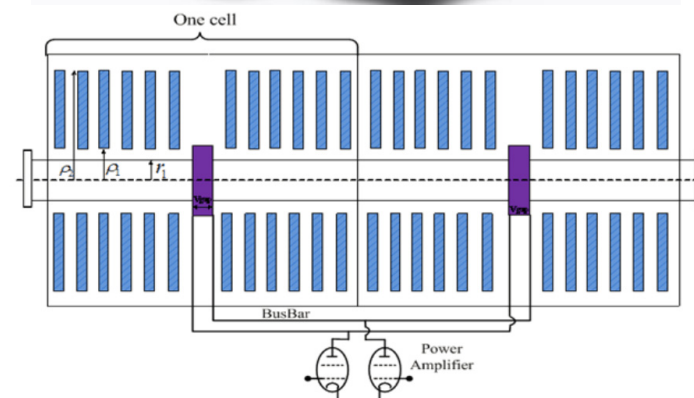 One cell
ρ₂ ρ₁ r₁
BusBar
Power
Amplifier